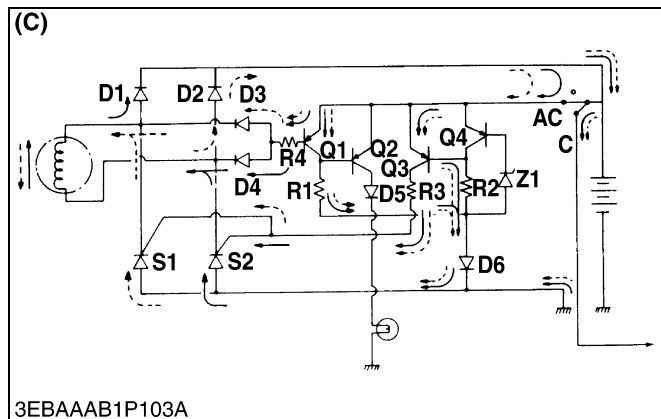 (C)
D1
D2
D3
AC
C
Q1
Q2
Q4
R4
Q3
D4
R1
D5
R3
R2
Z1
S1
S2
D6
3EBAAAB1P103A